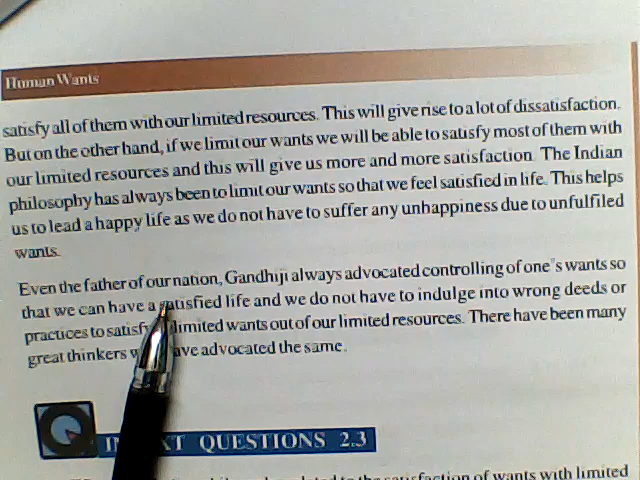 Human Wants
satisfy all of them with our limited resources. This will give rise to a lot of dissatisfaction.
But on the other hand, if we limit our wants we will be able to satisfy most of them with
our limited resources and this will give us more and more satisfaction. The Indian
philosophy has always been to limit our wants so that we feel satisfied in life. This helps
us to lead a happy life as we do not have to suffer any unhappiness due to unfulfilled
wants.
Even the father of our nation, Gandhiji always advocated controlling of one's wants so
that we can have a satisfied life and we do not have to indulge into wrong deeds or
practices to satisfy limited wants out of our limited resources. There have been many
great thinkers have advocated the same.
QUESTIONS 2.3
satisfaction of wants with limited